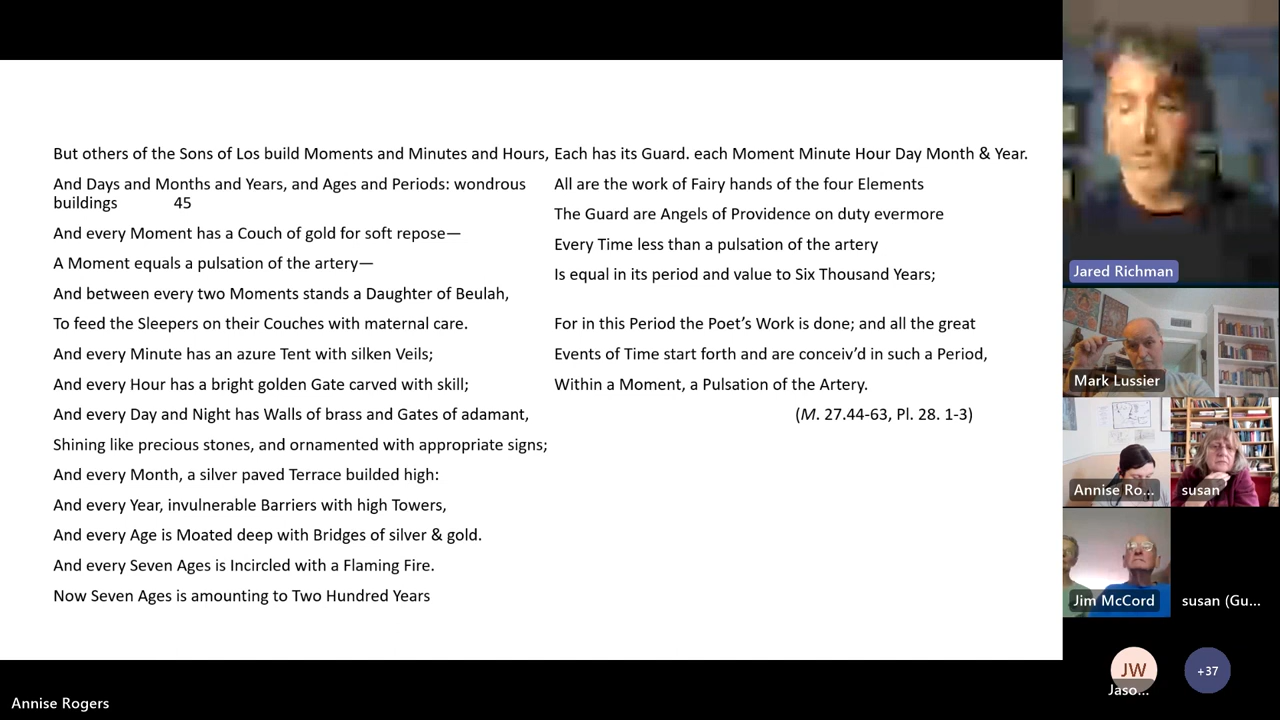 But others of the Sons of Los build Moments and Minutes and Hours,
And Days and Months and Years, and Ages and Periods: wondrous
buildings 45
And every Moment has a Couch of gold for soft repose—
A Moment equals a pulsation of the artery—
And between every two Moments stands a Daughter of Beulah,
To feed the Sleepers on their Couches with maternal care.
And every Minute has an azure Tent with silken Veils;
And every Hour has a bright golden Gate carved with skill;
And every Day and Night has Walls of brass and Gates of adamant,
Shining like precious stones, and ornamented with appropriate signs;
And every Month, a silver paved Terrace builded high:
And every Year, invulnerable Barriers with high Towers,
And every Age is Moated deep with Bridges of silver & gold.
And every Seven Ages is Incircled with a Flaming Fire.
Now Seven Ages is amounting to Two Hundred Years
Each has its Guard. each Moment Minute Hour Day Month & Year.
All are the work of Fairy hands of the four Elements
The Guard are Angels of Providence on duty evermore
Every Time less than a pulsation of the artery
Is equal in its period and value to Six Thousand Years;
For in this Period the Poet’s Work is done; and all the great
Events of Time start forth and are conceiv’d in such a Period,
Within a Moment, a Pulsation of the Artery.
(M. 27.44-63, Pl. 28. 1-3)
Jared Richman
Mark Lussier
Annise Ro...
susan
Jim McCord
susan (Gu...
JW
Jaso...
+37
Annise Rogers